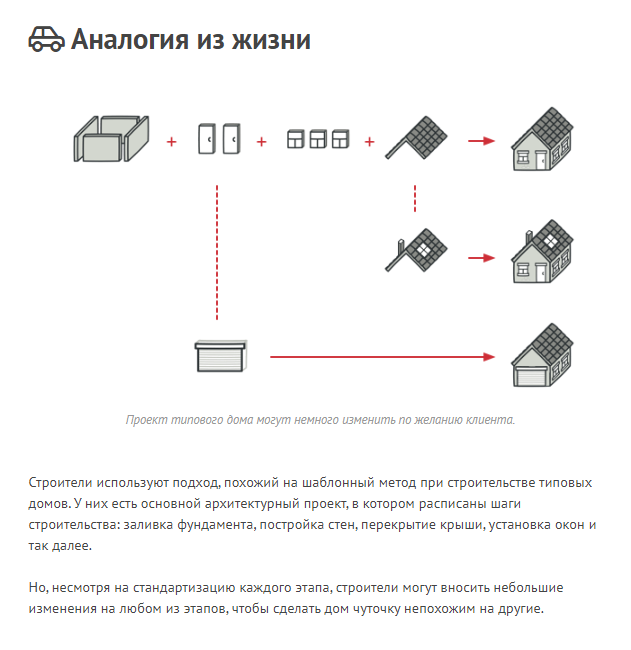 Аналогия из жизни
+ + +
Проект типового дома могут немного изменить по желанию клиента.
Строители используют подход, похожий на шаблонный метод при строительстве типовых
домов. У них есть основной архитектурный проект, в котором расписаны шаги
строительства: заливка фундамента, постройка стен, перекрытие крыши, установка окон и
так далее.
Но, несмотря на стандартизацию каждого этапа, строители могут вносить небольшие
изменения на любом из этапов, чтобы сделать дом чуточку непохожим на другие.